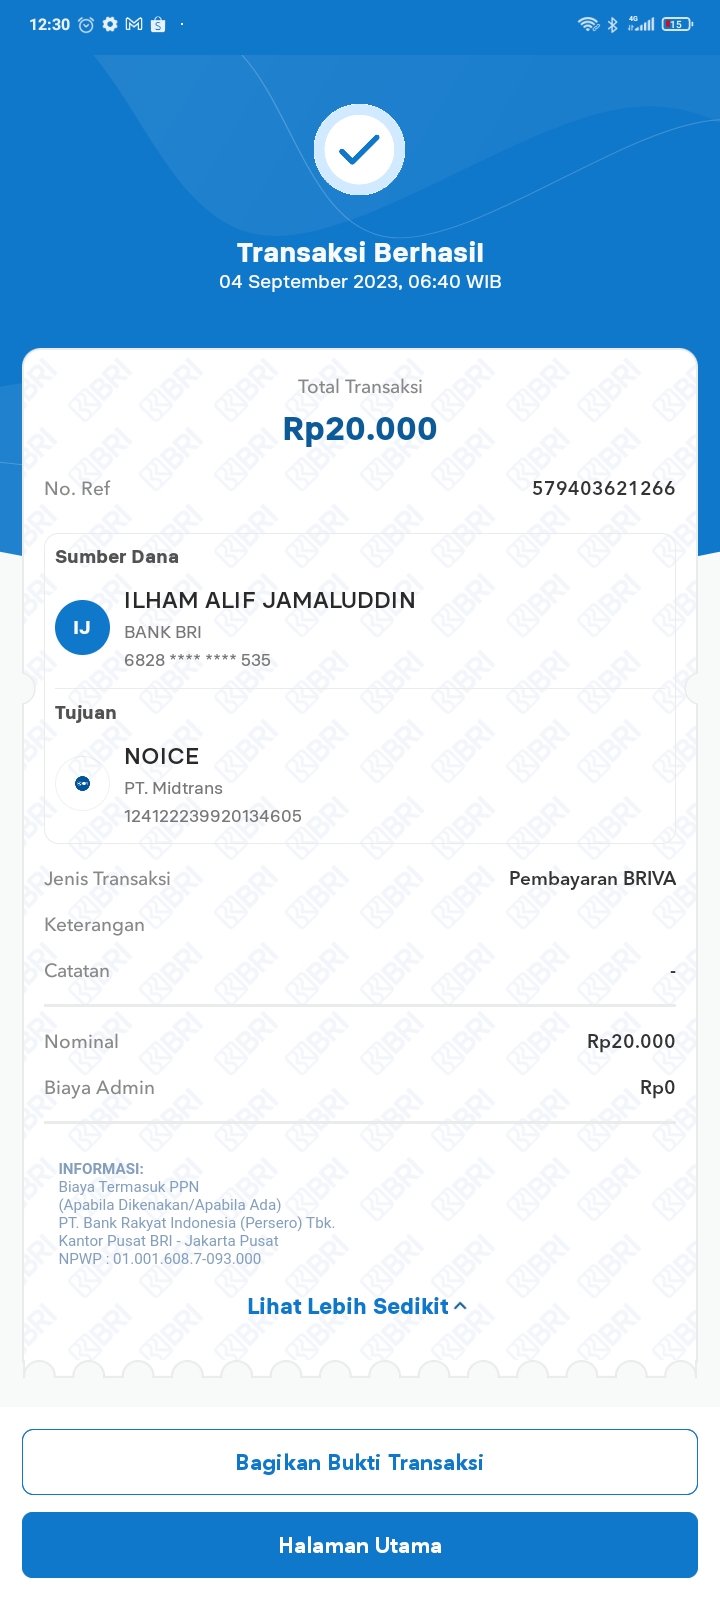 12:30
4G
15
Transaksi Berhasil
04 September 2023, 06:40 WIB
Total Transaksi
Rp20.000
No. Ref 579403621266
Sumber Dana
IJ
ILHAM ALIF JAMALUDDIN
BANK BRI
6828 **** **** 535
Tujuan
NOICE
PT. Midtrans
124122239920134605
Jenis Transaksi Pembayaran BRIVA
Keterangan
Catatan -
Nominal Rp20.000
Biaya Admin Rp0
INFORMASI:
Biaya Termasuk PPN
(Apabila Dikenakan/Apabila Ada)
PT. Bank Rakyat Indonesia (Persero) Tbk.
Kantor Pusat BRI - Jakarta Pusat
NPWP : 01.001.608.7-093.000
Lihat Lebih Sedikit
Bagikan Bukti Transaksi
Halaman Utama